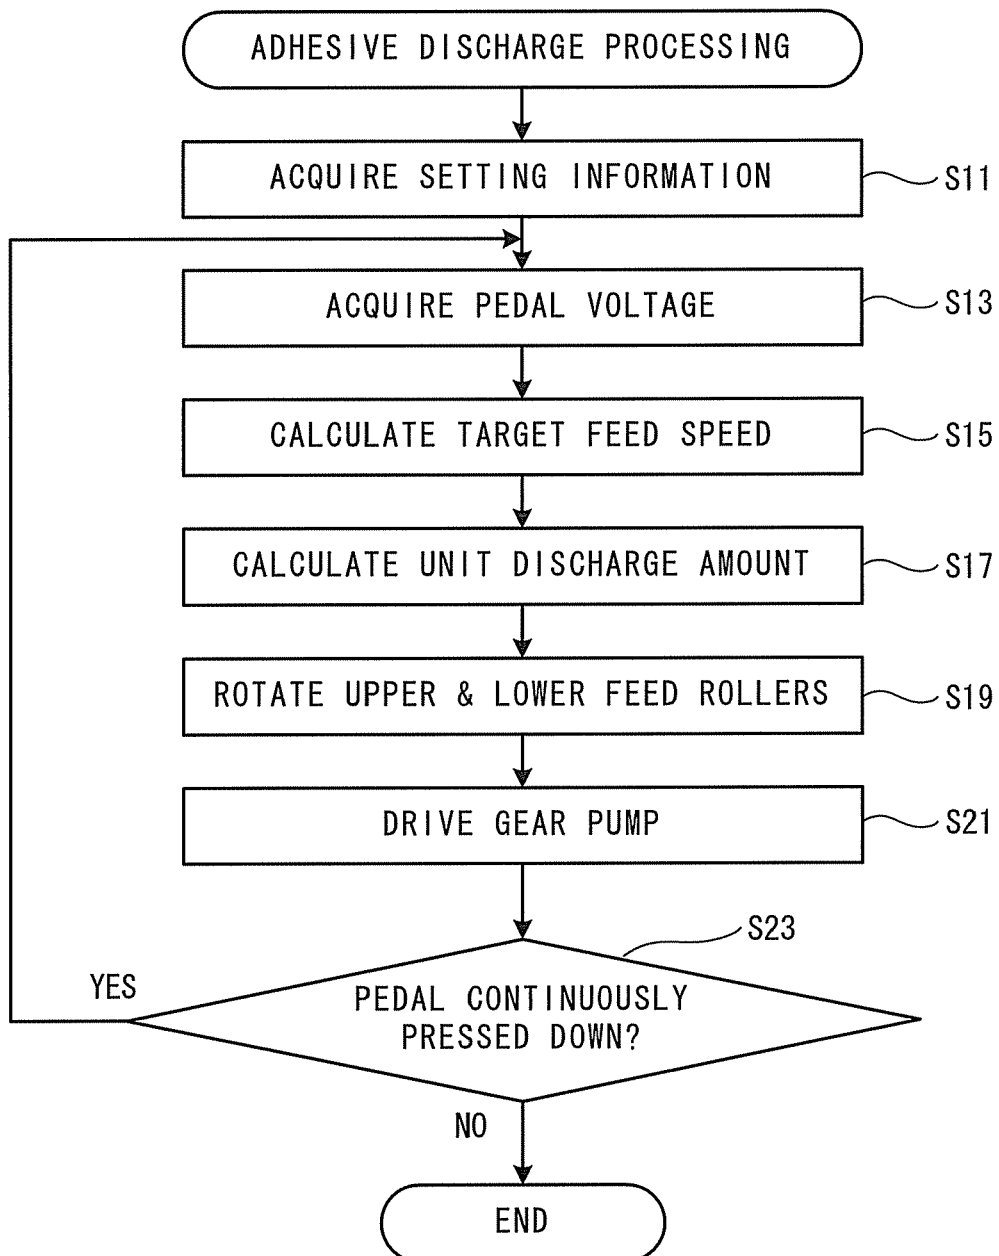 ADHESIVE DISCHARGE PROCESSING
ACQUIRE SETTING INFORMATION
S11
ACQUIRE PEDAL VOLTAGE
S13
CALCULATE TARGET FEED SPEED
S15
CALCULATE UNIT DISCHARGE AMOUNT
S17
ROTATE UPPER & LOWER FEED ROLLERS
S19
DRIVE GEAR PUMP
S21
S23
YES
PEDAL CONTINUOUSLY
PRESSED DOWN?
NO
END